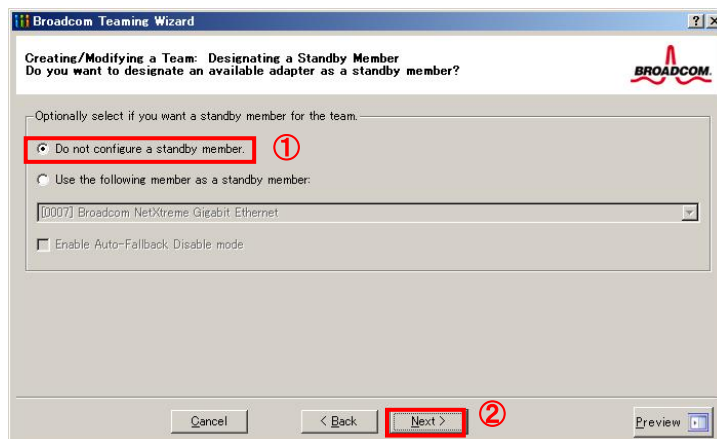 Broadcom Teaming Wizard
Creating/Modifying a Team: Designating a Standby Member
Do you want to designate an available adapter as a standby member?
BROADCOM.
Optionally select if you want a standby member for the team.
Do not configure a standby member.
①
Use the following member as a standby member:
[0007] Broadcom NetXtreme Gigabit Ethernet
Enable Auto-Fallback Disable mode
Cancel
< Back
Next >
②
Preview